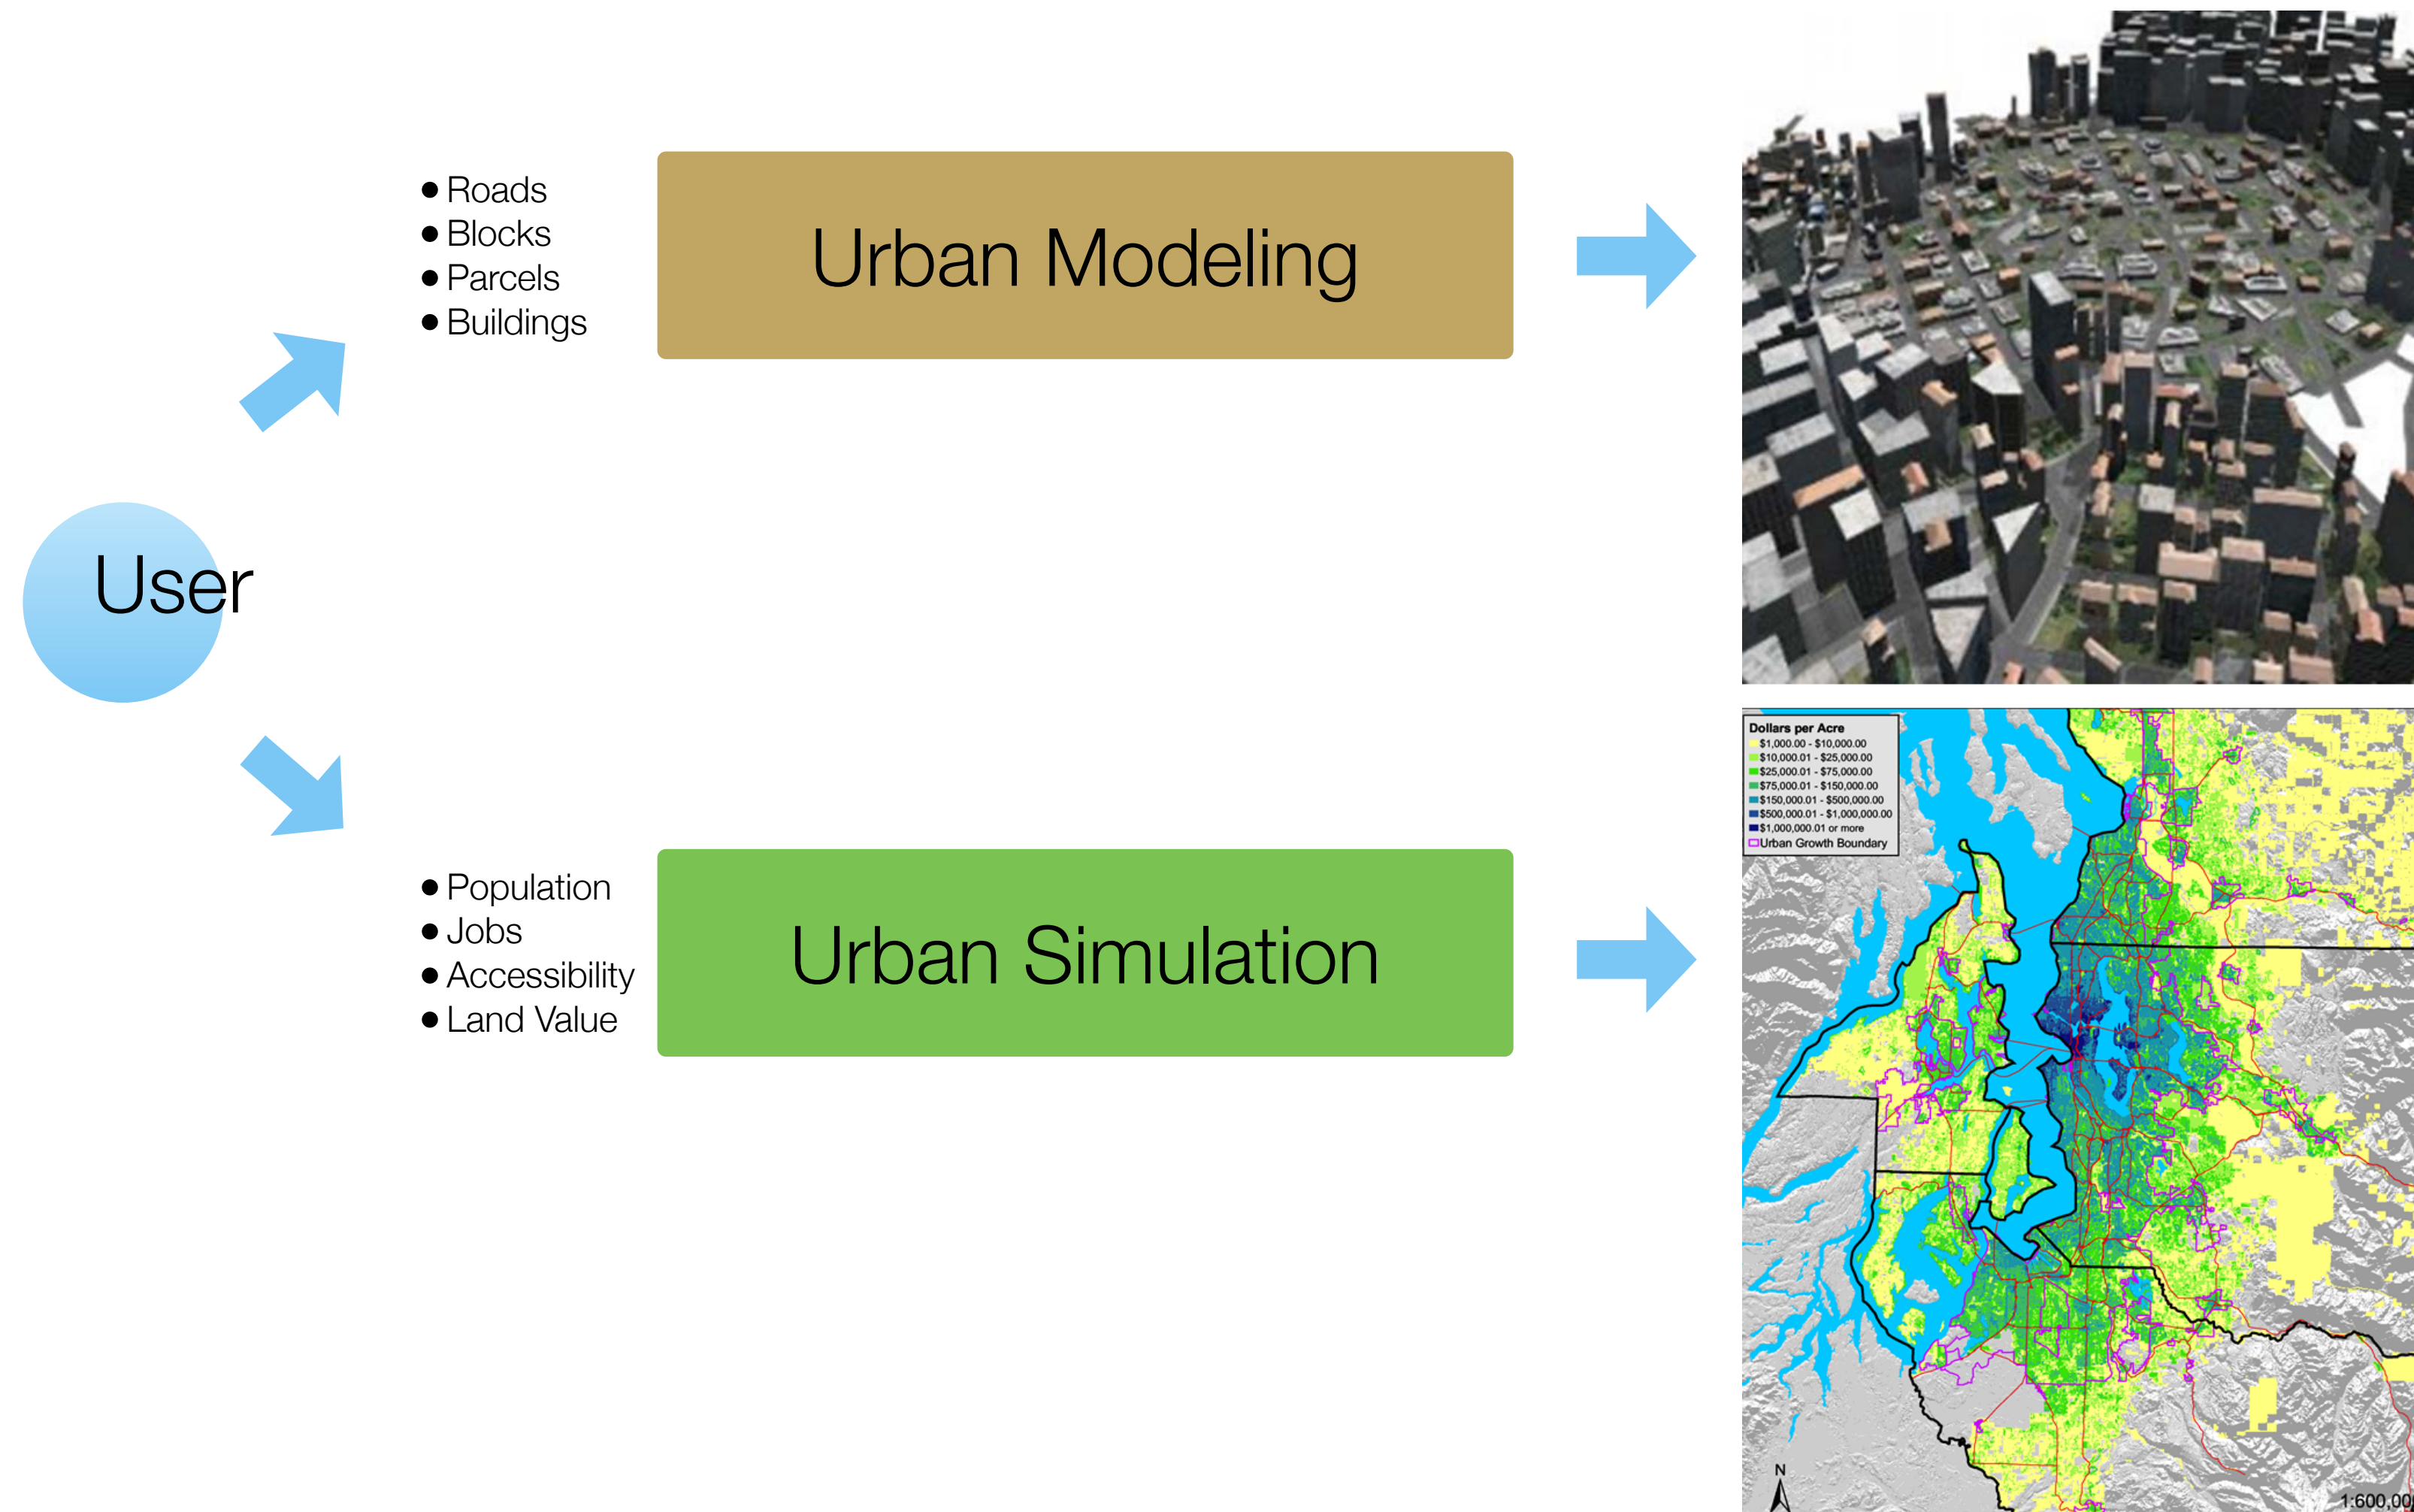 ● Roads
● Blocks
● Parcels
● Buildings
Urban Modeling
User
● Population
● Jobs
● Accessibility
● Land Value
Urban Simulation
Dollars per Acre
$1,000.00 - $10,000.00
$10,000.01 - $25,000.00
$25,000.01 - $75,000.00
$75,000.01 - $150,000.00
$150,000.01 - $500,000.00
$500,000.01 - $1,000,000.00
$1,000,000.01 or more
Urban Growth Boundary
N